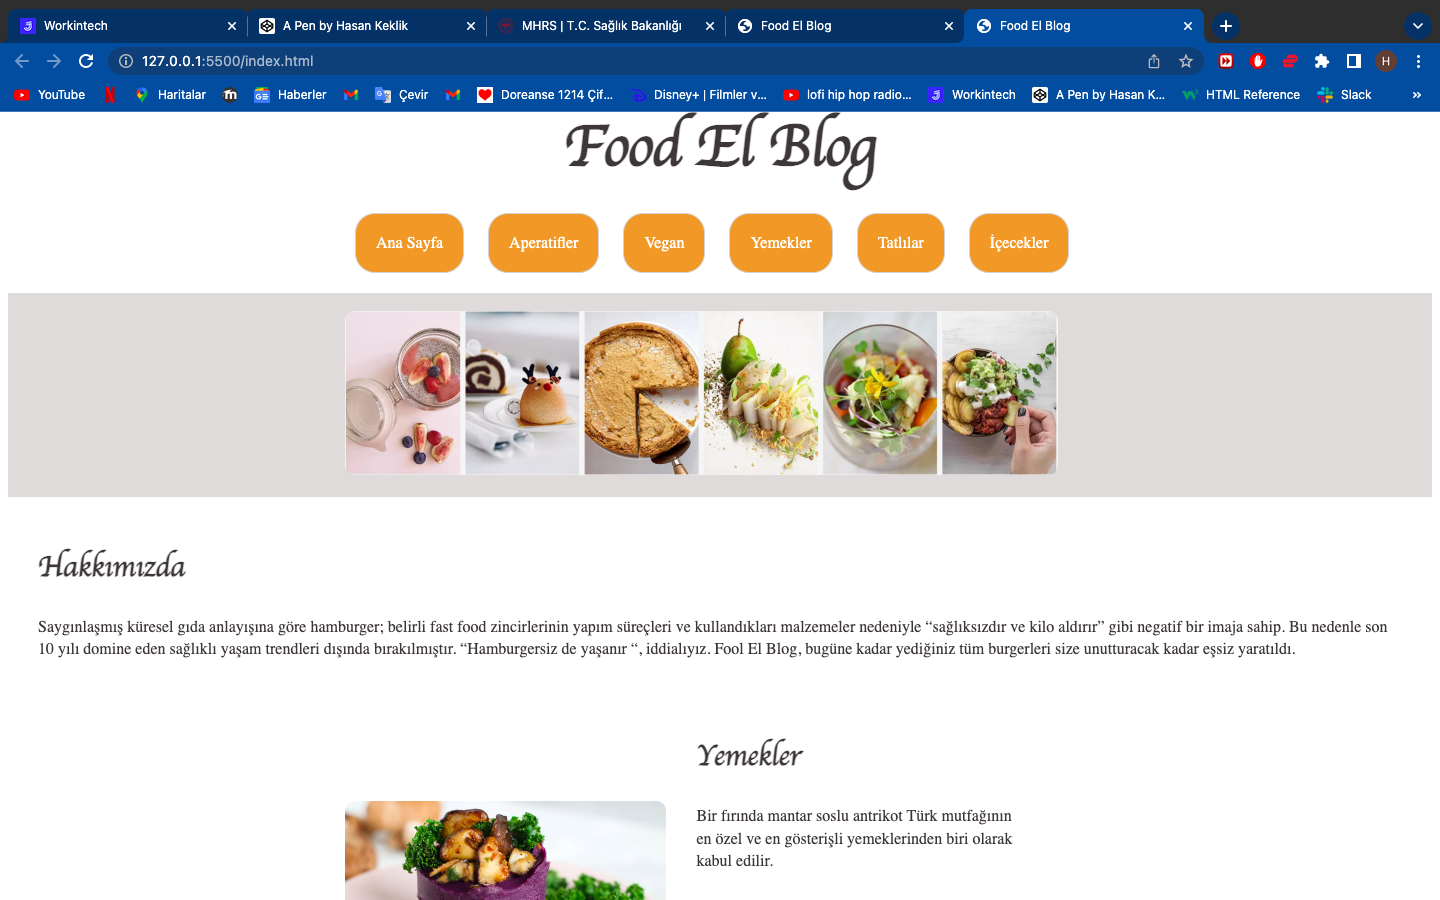 Workintech
A Pen by Hasan Keklik
MHRS | T.C. Sağlık Bakanlığı
Food El Blog
Food El Blog
127.0.0.1:5500/index.html
H
YouTube
Haritalar
Haberler
Çevir
Doreanse 1214 Çif...
Disney+ | Filmler v...
lofi hip hop radio...
Workintech
A Pen by Hasan K...
HTML Reference
Slack
»
Food El Blog
Ana Sayfa
Aperatifler
Vegan
Yemekler
Tatlılar
İçecekler
Hakkımızda
Saygınlaşmış küresel gıda anlayışına göre hamburger; belirli fast food zincirlerinin yapım süreçleri ve kullandıkları malzemeler nedeniyle “sağlıksızdır ve kilo aldırır” gibi negatif bir imaja sahip. Bu nedenle son
10 yılı domine eden sağlıklı yaşam trendleri dışında bırakılmıştır. “Hamburgersiz de yaşanır “, iddialıyız. Fool El Blog, bugüne kadar yediğiniz tüm burgerleri size unutturacak kadar eşsiz yaratıldı.
Yemekler
Bir fırında mantar soslu antrikot Türk mutfağının
en özel ve en gösterişli yemeklerinden biri olarak
kabul edilir.